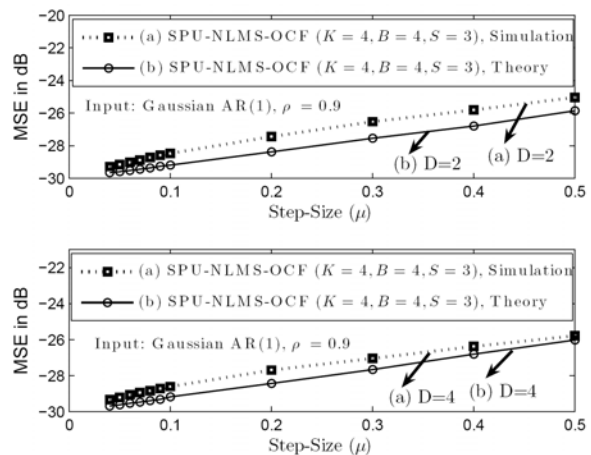 −20
(a) SPU-NLMS-OCF (K = 4, B = 4, S = 3), Simulation
−22
(b) SPU-NLMS-OCF (K = 4, B = 4, S = 3), Theory
−24
MSE in dB
Input: Gaussian AR(1), ρ = 0.9
−26
−28
(b) D=2
(a) D=2
−30
0 0.1 0.2 0.3 0.4 0.5
Step-Size (μ)
(a) SPU-NLMS-OCF (K = 4, B = 4, S = 3), Simulation
−22
(b) SPU-NLMS-OCF (K = 4, B = 4, S = 3), Theory
−24
MSE in dB
Input: Gaussian AR(1), ρ = 0.9
−26
−28
(a) D=4
(b) D=4
−30
0 0.1 0.2 0.3 0.4 0.5
Step-Size (μ)